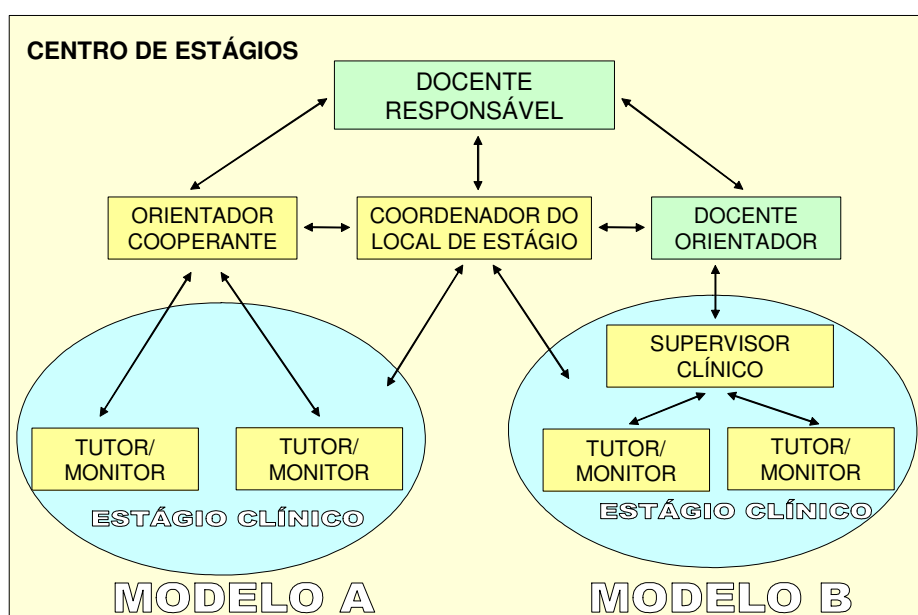 CENTRO DE ESTÁGIOS
DOCENTE
RESPONSÁVEL
ORIENTADOR
COOPERANTE
COORDENADOR DO
LOCAL DE ESTÁGIO
DOCENTE
ORIENTADOR
SUPERVISOR
CLÍNICO
TUTOR/
MONITOR
TUTOR/
MONITOR
TUTOR/
MONITOR
TUTOR/
MONITOR
ESTÁGIO CLÍNICO
ESTÁGIO CLÍNICO
MODELO A
MODELO B